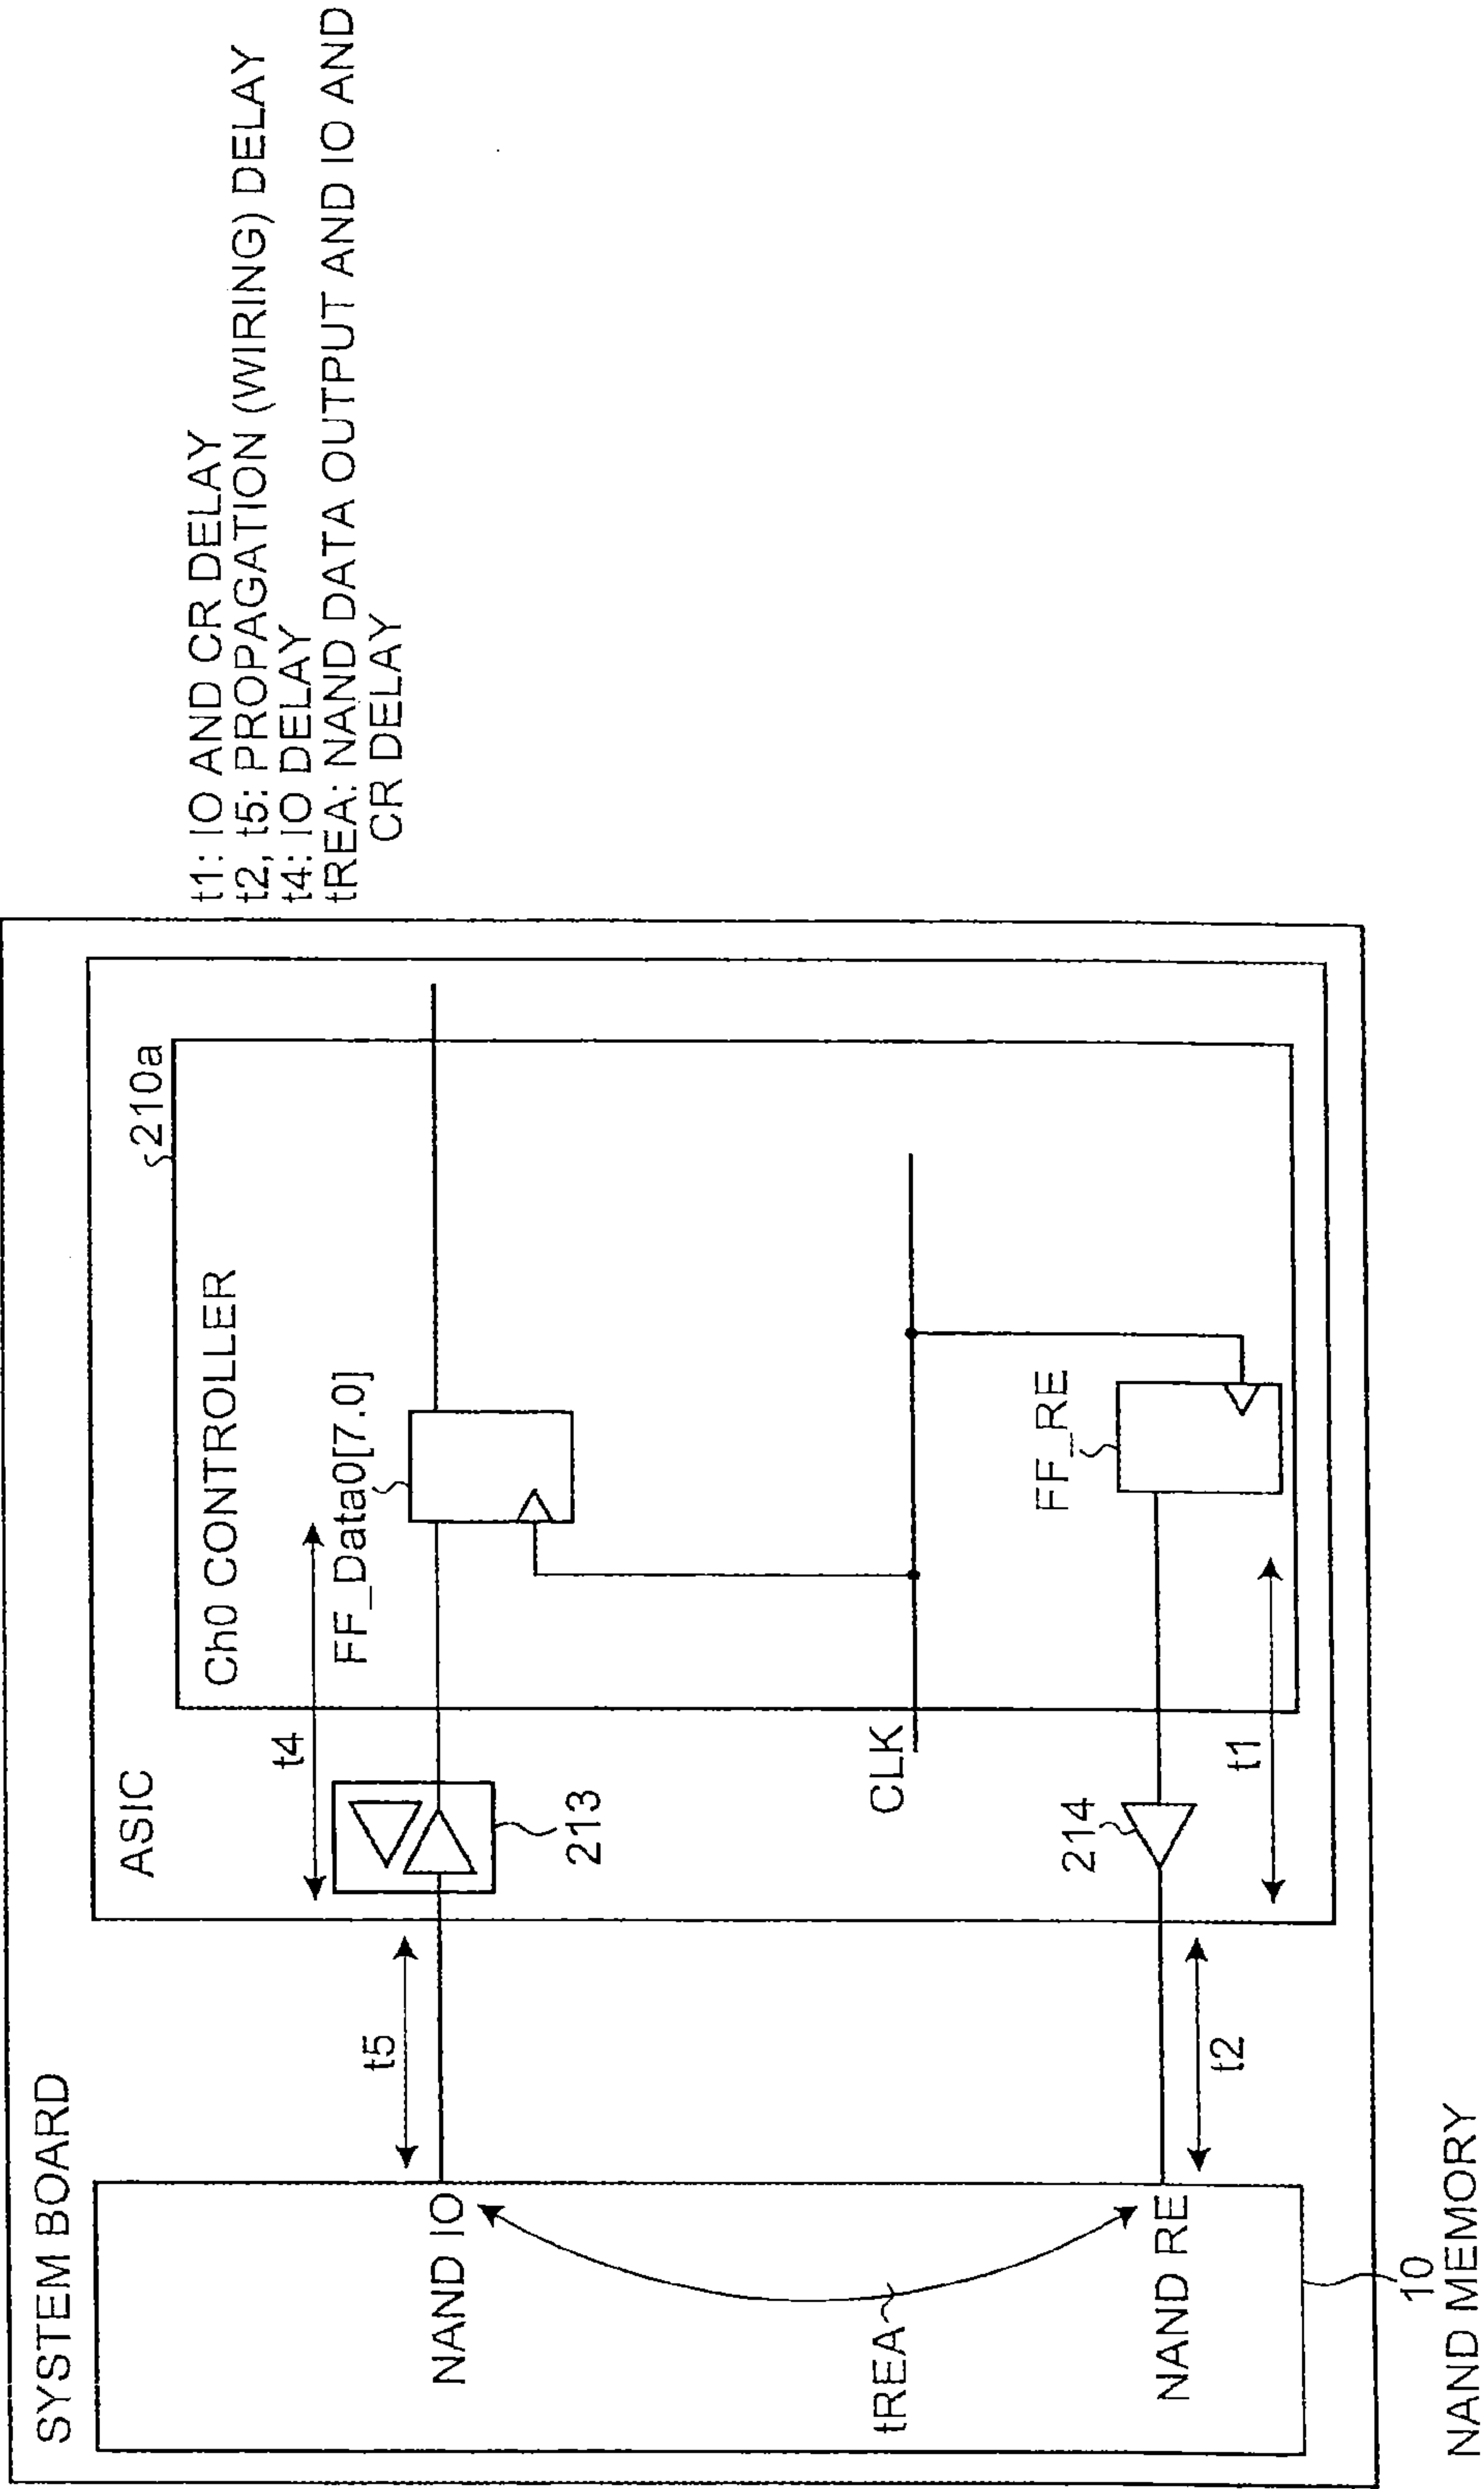 SYSTEM BOARD
ASIC
210a
Ch0 CONTROLLER
t4
FF_Data0[7.0]
t5
NAND IO
213
tREA
CLK
FF_RE
214
NAND RE
t2
t1
10
NAND MEMORY
t1: IO AND CR DELAY
t2, t5: PROPAGATION (WIRING) DELAY
t4: IO DELAY
tREA: NAND DATA OUTPUT AND IO AND
CR DELAY